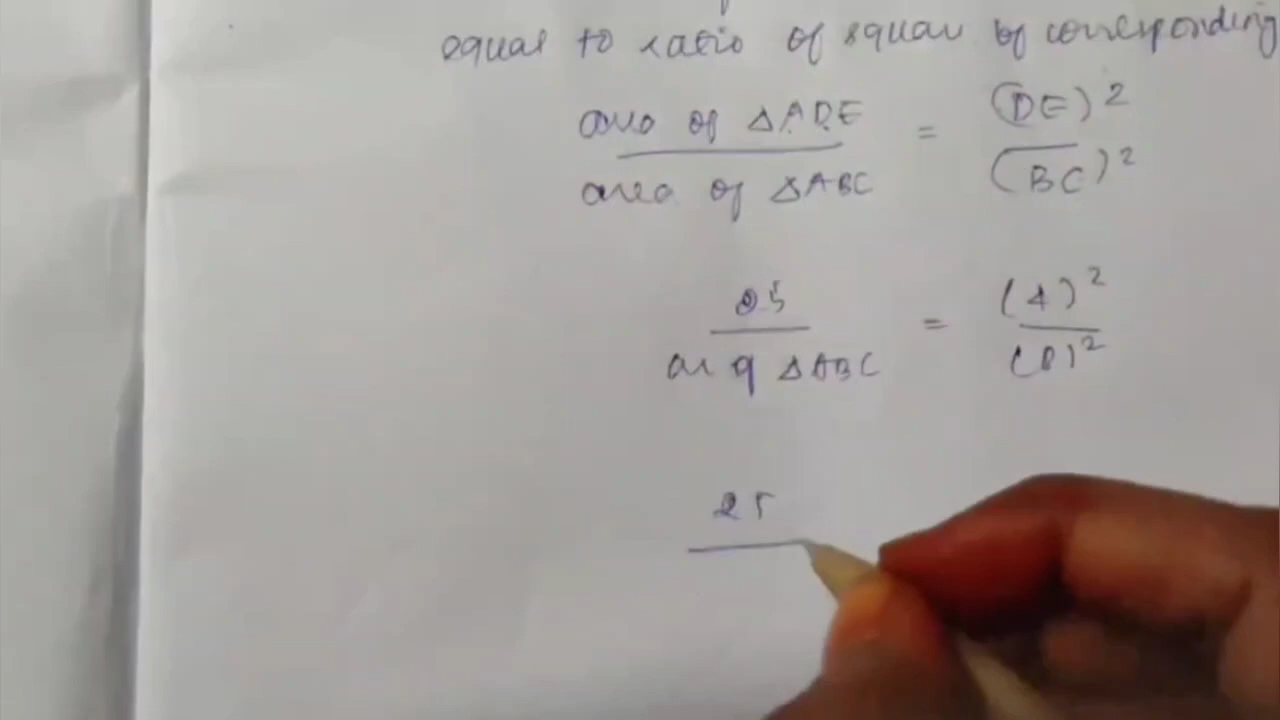 equal to ratio of square of corresponding
area of ΔADE = (DE)²
area of ΔABC (BC)²
25 = (4)²
ar of ΔABC (8)²
25